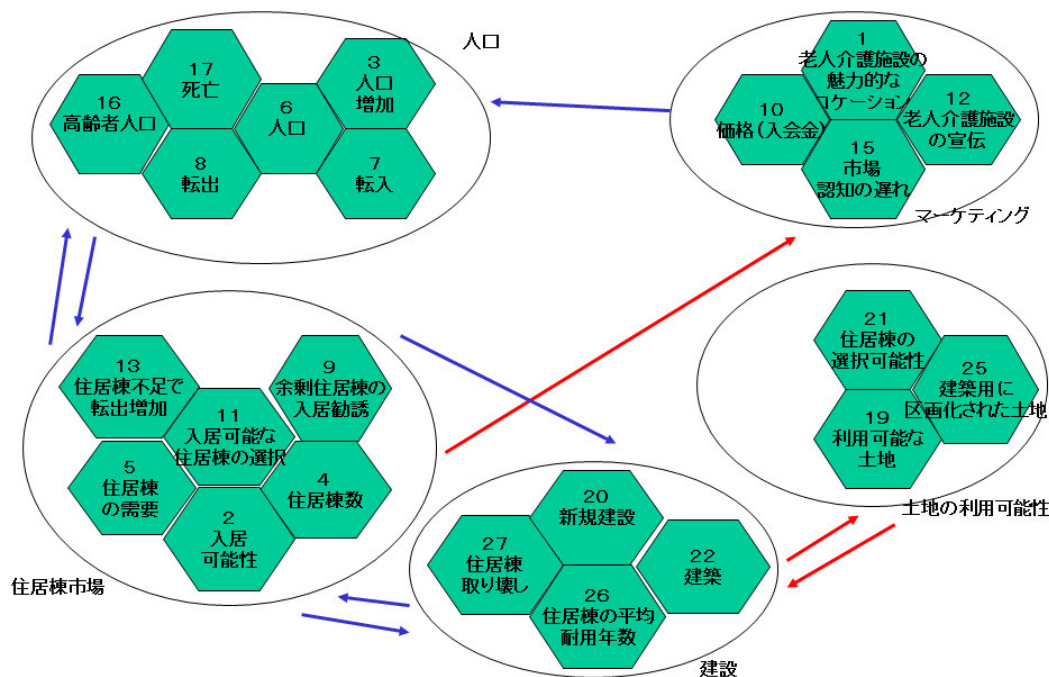 人口
17
死亡
3
人口
増加
16
高齢者人口
6
人口
8
転出
7
転入
1
老人介護施設の
魅力的な
ロケーション
10
価格（入会金）
12
老人介護施設
の宣伝
15
市場
認知の遅れ
マーケティング
13
住居棟不足で
転出増加
9
余剰住居棟の
入居勧誘
11
入居可能な
住居棟の選択
5
住居棟
の需要
4
住居棟数
2
入居
可能性
住居棟市場
21
住居棟の
選択可能性
25
建築用に
区画化された土地
19
利用可能な
土地
土地の利用可能性
20
新規建設
27
住居棟
取り壊し
22
建築
26
住居棟の平均
耐用年数
建設